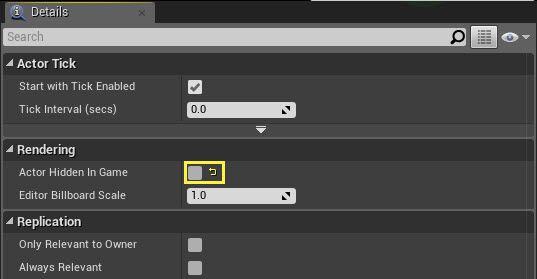 Details
Search
Actor Tick
Start with Tick Enabled
Tick Interval (secs) 0.0
Rendering
Actor Hidden In Game
Editor Billboard Scale 1.0
Replication
Only Relevant to Owner
Always Relevant